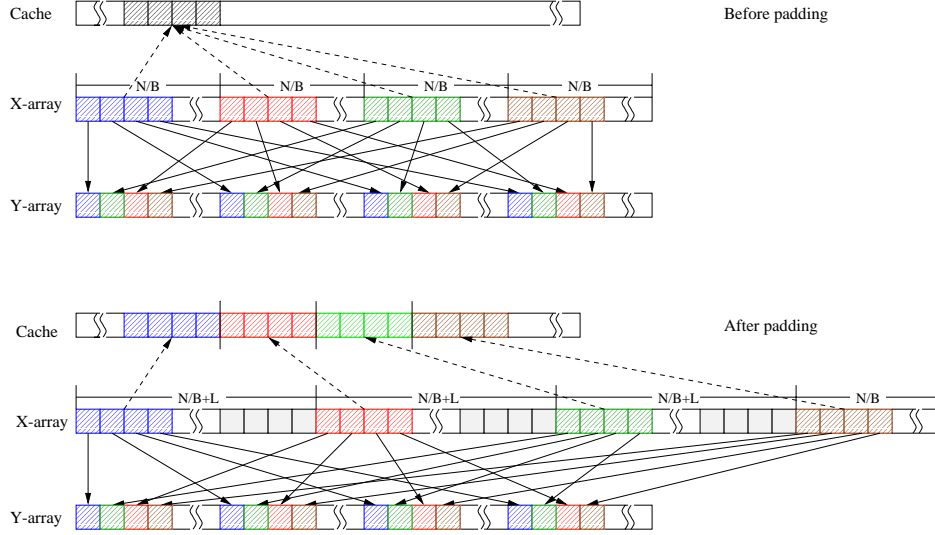 Cache Before padding
N/B N/B N/B N/B
X-array
Y-array
Cache After padding
N/B+L N/B+L N/B+L N/B
X-array
Y-array